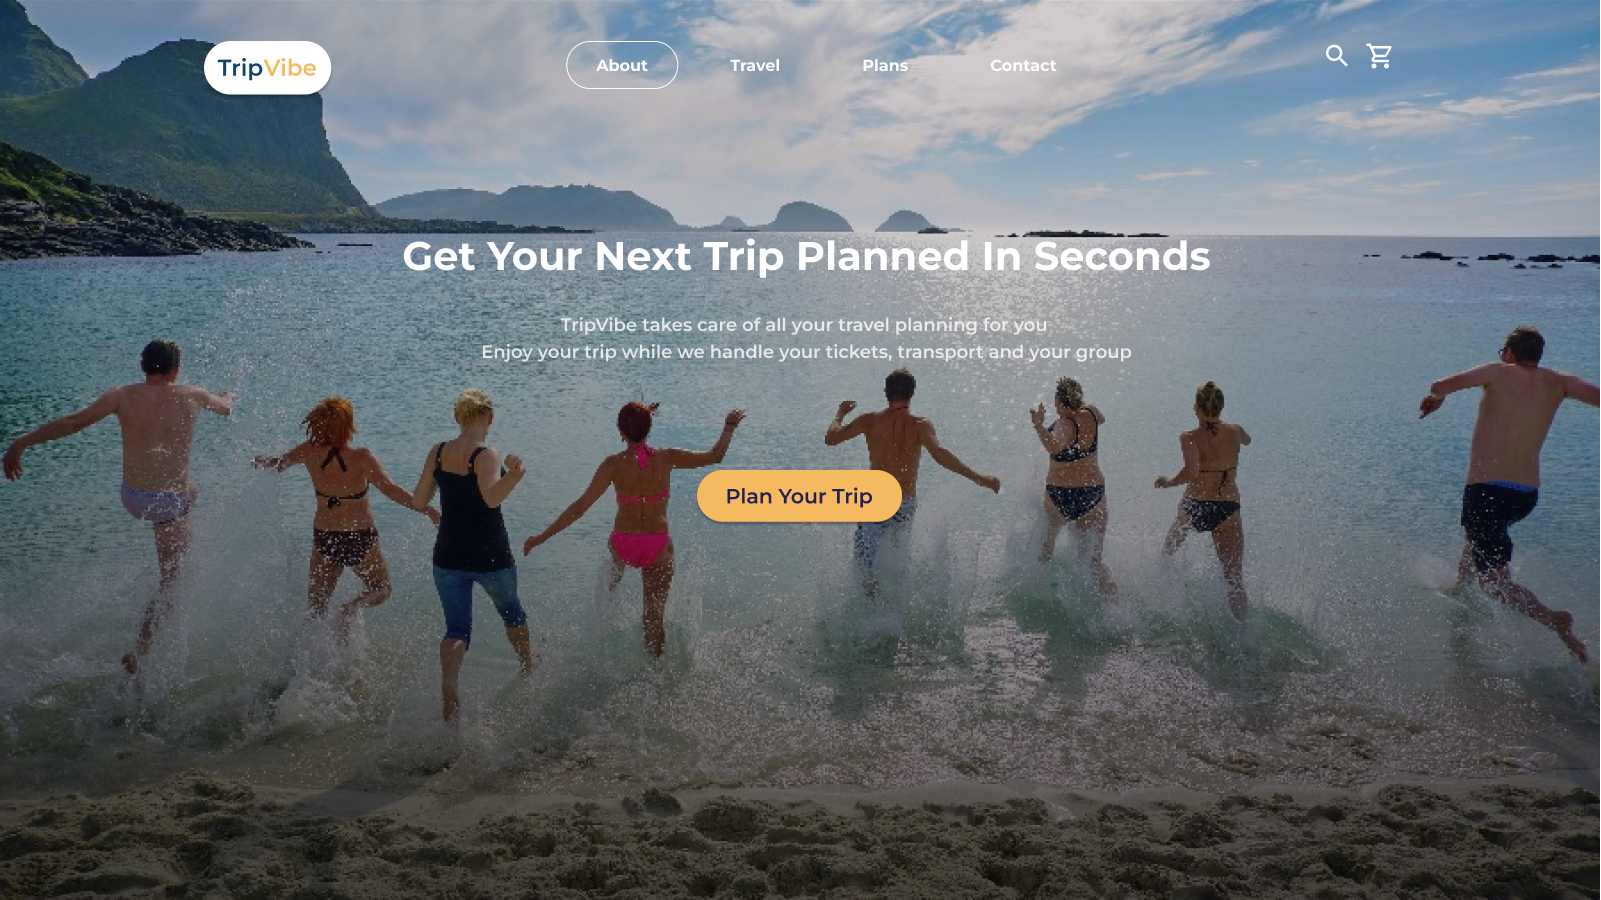 TripVibe
About
Travel
Plans
Contact
Get Your Next Trip Planned In Seconds
TripVibe takes care of all your travel planning for you
Enjoy your trip while we handle your tickets, transport and your group
Plan Your Trip